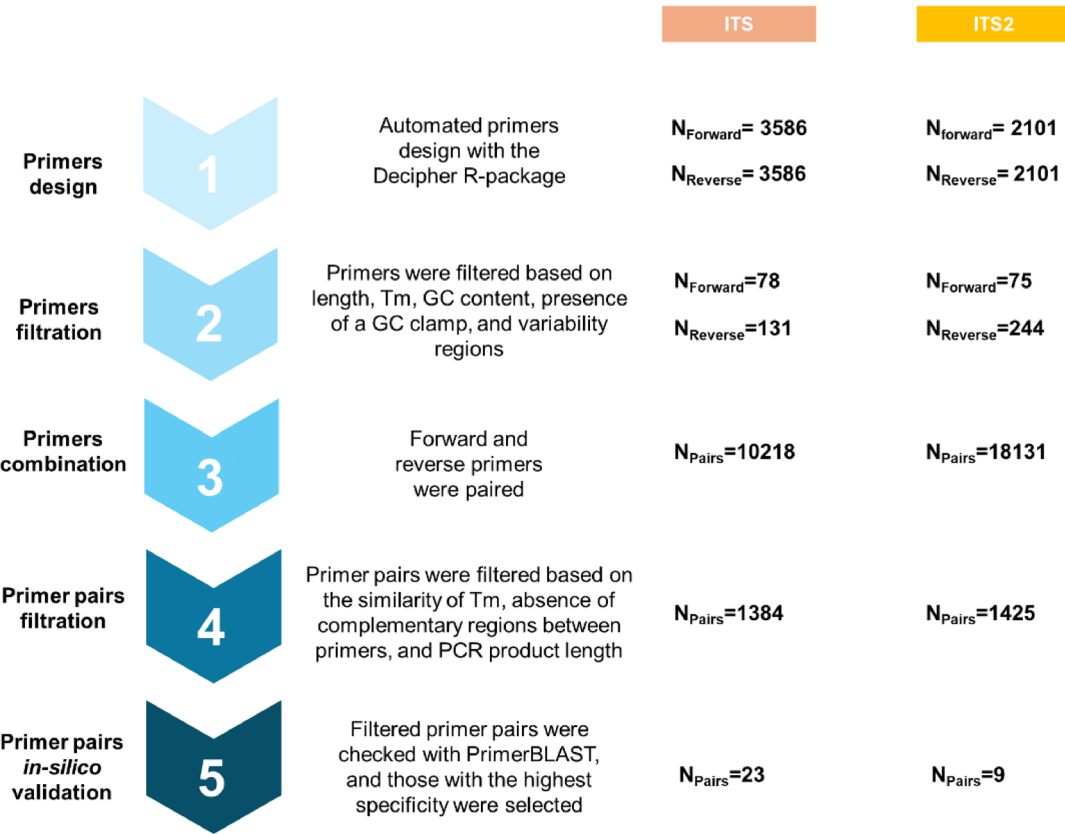 ITS
ITS2
Primers
design
1
Automated primers
design with the
Decipher R-package
NForward= 3586
NReverse= 3586
Nforward= 2101
NReverse= 2101
Primers
filtration
2
Primers were filtered based on
length, Tm, GC content, presence
of a GC clamp, and variability
regions
NForward=78
NReverse=131
NForward=75
NReverse=244
Primers
combination
3
Forward and
reverse primers
were paired
NPairs=10218
NPairs=18131
Primer pairs
filtration
4
Primer pairs were filtered based on
the similarity of Tm, absence of
complementary regions between
primers, and PCR product length
NPairs=1384
NPairs=1425
Primer pairs
in-silico
validation
5
Filtered primer pairs were
checked with PrimerBLAST,
and those with the highest
specificity were selected
NPairs=23
NPairs=9